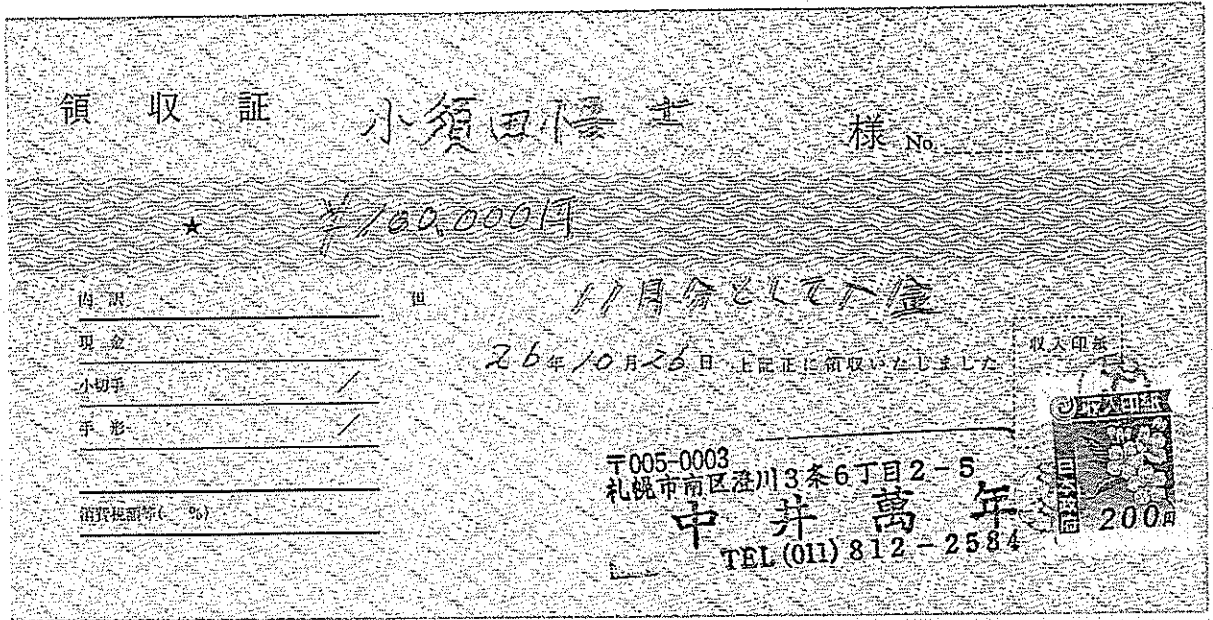 領収証 小須田悟士 様 No.
★ ¥100,000円
内訳 但 11月分として入金
現金
26年10月26日 上記正に領収いたしました
収入印紙
小切手
手形
収入印紙
200円
消費税額等( %)
〒005-0003
札幌市南区澄川3条6丁目2-5
中井萬年
TEL (011) 812-2584